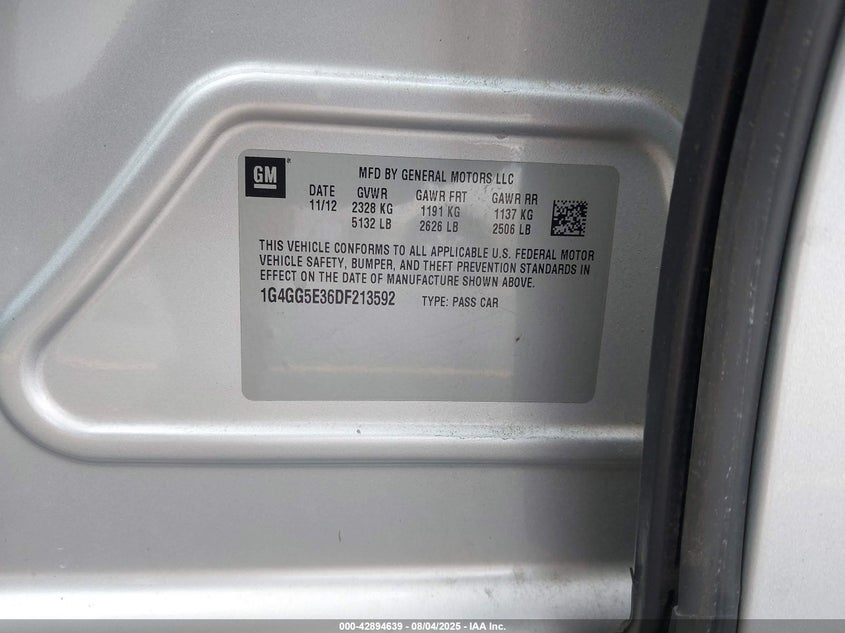 GM
MFD BY GENERAL MOTORS LLC
DATE GVWR GAWR FRT GAWR RR
11/12 2328 KG 1191 KG 1137 KG
5132 LB 2626 LB 2506 LB
THIS VEHICLE CONFORMS TO ALL APPLICABLE U.S. FEDERAL MOTOR
VEHICLE SAFETY, BUMPER, AND THEFT PREVENTION STANDARDS IN
EFFECT ON THE DATE OF MANUFACTURE SHOWN ABOVE.
1G4GG5E36DF213592 TYPE: PASS CAR
000-42894639 - 08/04/2025 - IAA Inc.